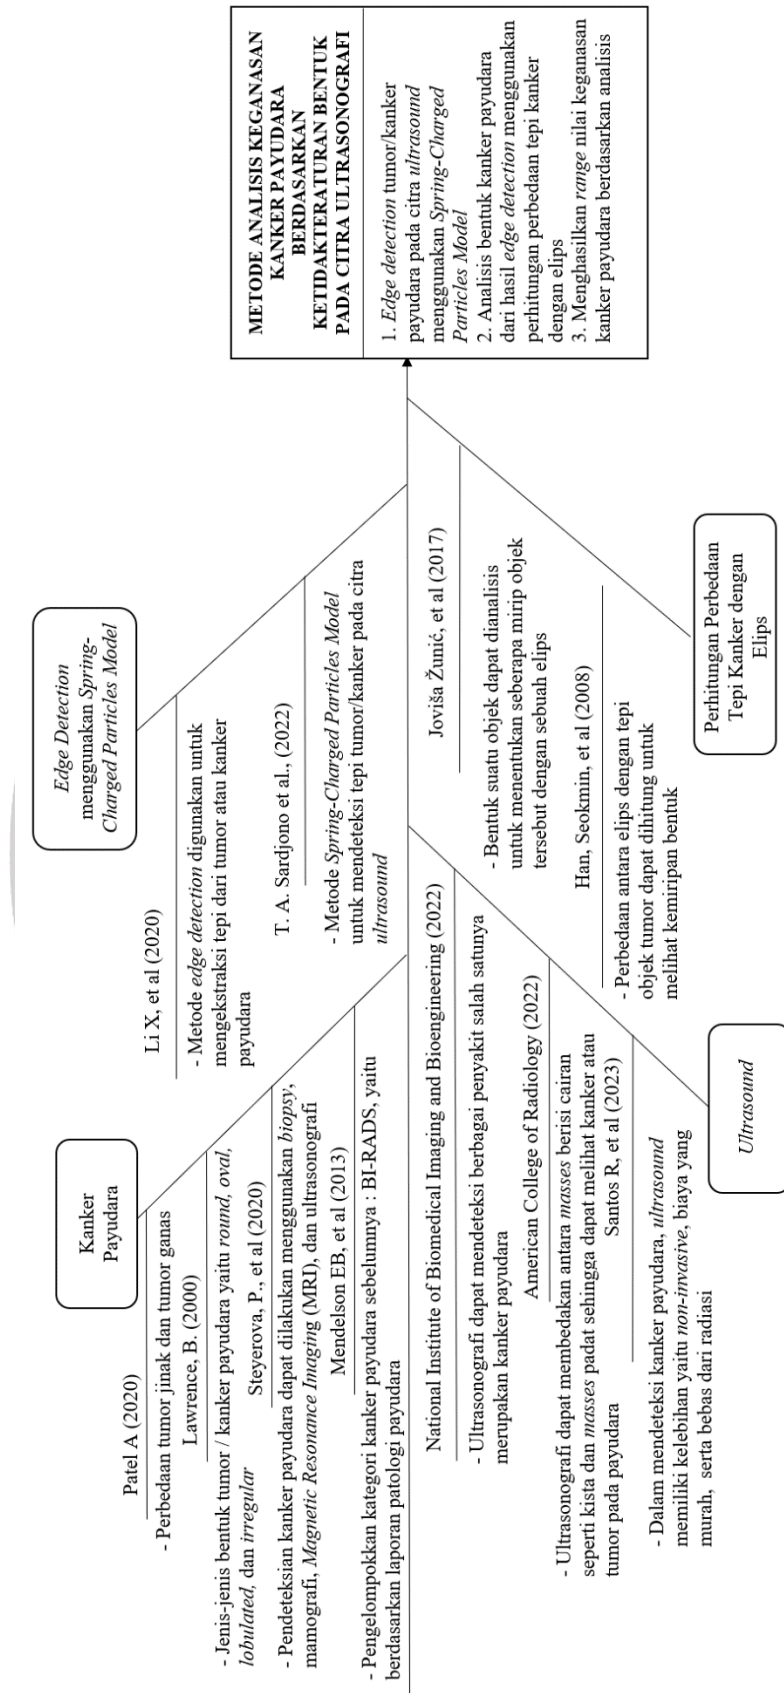 Kanker
Payudara
Patel A (2020)
- Perbedaan tumor jinak dan tumor ganas
Lawrence, B. (2000)
- Jenis-jenis bentuk tumor / kanker payudara yaitu round, oval,
lobulated, dan irregular
Steyerova, P., et al (2020)
- Pendeteksian kanker payudara dapat dilakukan menggunakan biopsy,
mamografi, Magnetic Resonance Imaging (MRI), dan ultrasonografi
Mendelson EB, et al (2013)
- Pengelompokkan kategori kanker payudara sebelumnya : BI-RADS, yaitu
berdasarkan laporan patologi payudara
Edge Detection
menggunakan Spring-
Charged Particles Model
Li X, et al (2020)
- Metode edge detection digunakan untuk
mengekstraksi tepi dari tumor atau kanker
payudara
T. A. Sardjono et al., (2022)
- Metode Spring-Charged Particles Model
untuk mendeteksi tepi tumor/kanker pada citra
ultrasound
National Institute of Biomedical Imaging and Bioengineering (2022)
- Ultrasonografi dapat mendeteksi berbagai penyakit salah satunya
merupakan kanker payudara
American College of Radiology (2022)
- Ultrasonografi dapat membedakan antara masses berisi cairan
seperti kista dan masses padat sehingga dapat melihat kanker atau
tumor pada payudara
Santos R, et al (2023)
- Dalam mendeteksi kanker payudara, ultrasound
memiliki kelebihan yaitu non-invasive, biaya yang
murah, serta bebas dari radiasi
Ultrasound
Joviša Žunić, et al (2017)
- Bentuk suatu objek dapat dianalisis
untuk menentukan seberapa mirip objek
tersebut dengan sebuah elips
Han, Seokmin, et al (2008)
- Perbedaan antara elips dengan tepi
objek tumor dapat dihitung untuk
melihat kemiripan bentuk
Perhitungan Perbedaan
Tepi Kanker dengan
Elips
METODE ANALISIS KEGANASAN
KANKER PAYUDARA
BERDASARKAN
KETIDAKTERATURAN BENTUK
PADA CITRA ULTRASONOGRAFI
1. Edge detection tumor/kanker
payudara pada citra ultrasound
menggunakan Spring-Charged
Particles Model
2. Analisis bentuk kanker payudara
dari hasil edge detection menggunakan
perhitungan perbedaan tepi kanker
dengan elips
3. Menghasilkan range nilai keganasan
kanker payudara berdasarkan analisis